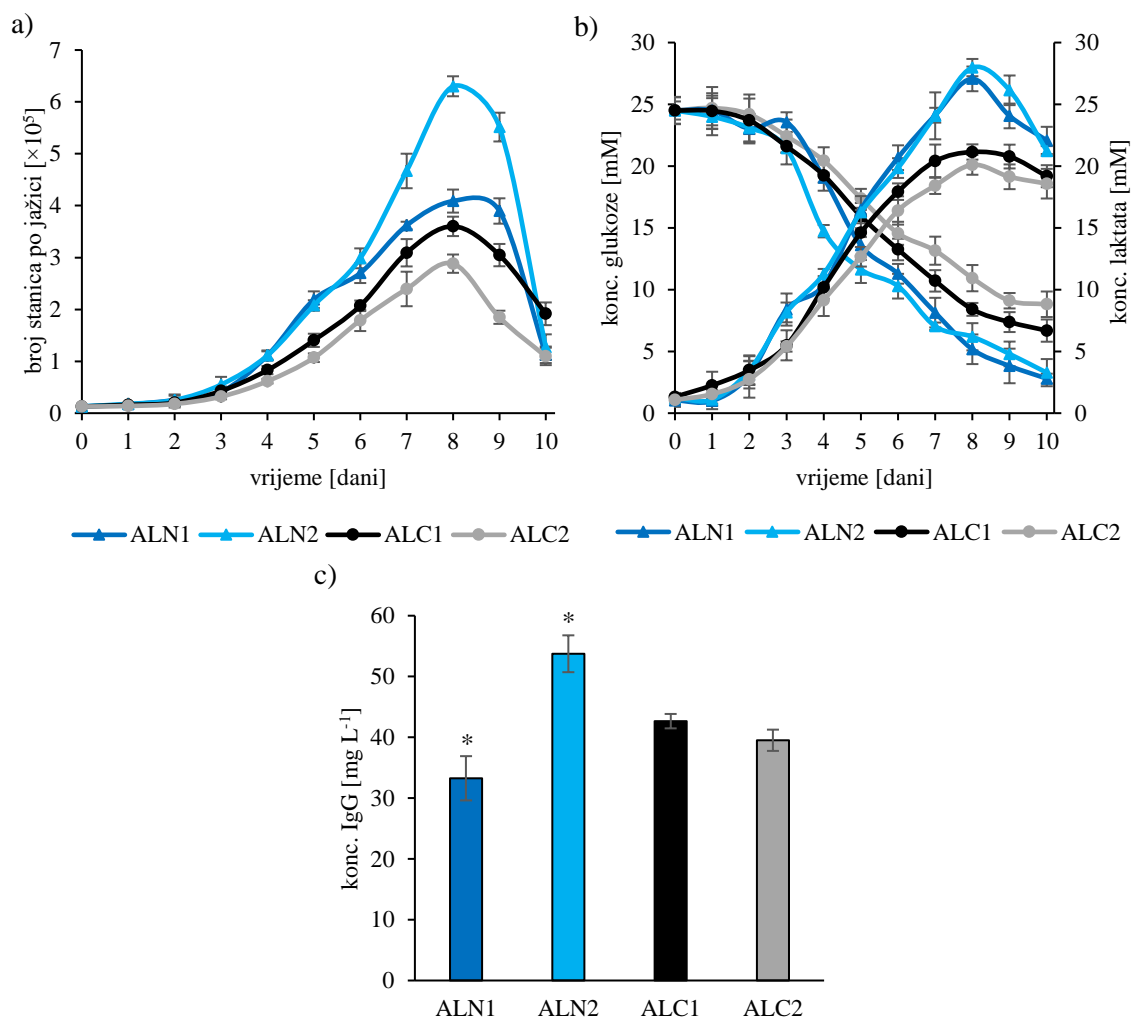 a)
broj stanica po jažici [×10⁵]
7
6
5
4
3
2
1
0
0 1 2 3 4 5 6 7 8 9 10
vrijeme [dani]
ALN1 ALN2 ALC1 ALC2
b)
konc. glukoze [mM]
30
25
20
15
10
5
0
30
25
20
15
10
5
0
konc. laktata [mM]
0 1 2 3 4 5 6 7 8 9 10
vrijeme [dani]
ALN1 ALN2 ALC1 ALC2
c)
konc. IgG [mg L⁻¹]
60
50
40
30
20
10
0
*
*
ALN1 ALN2 ALC1 ALC2